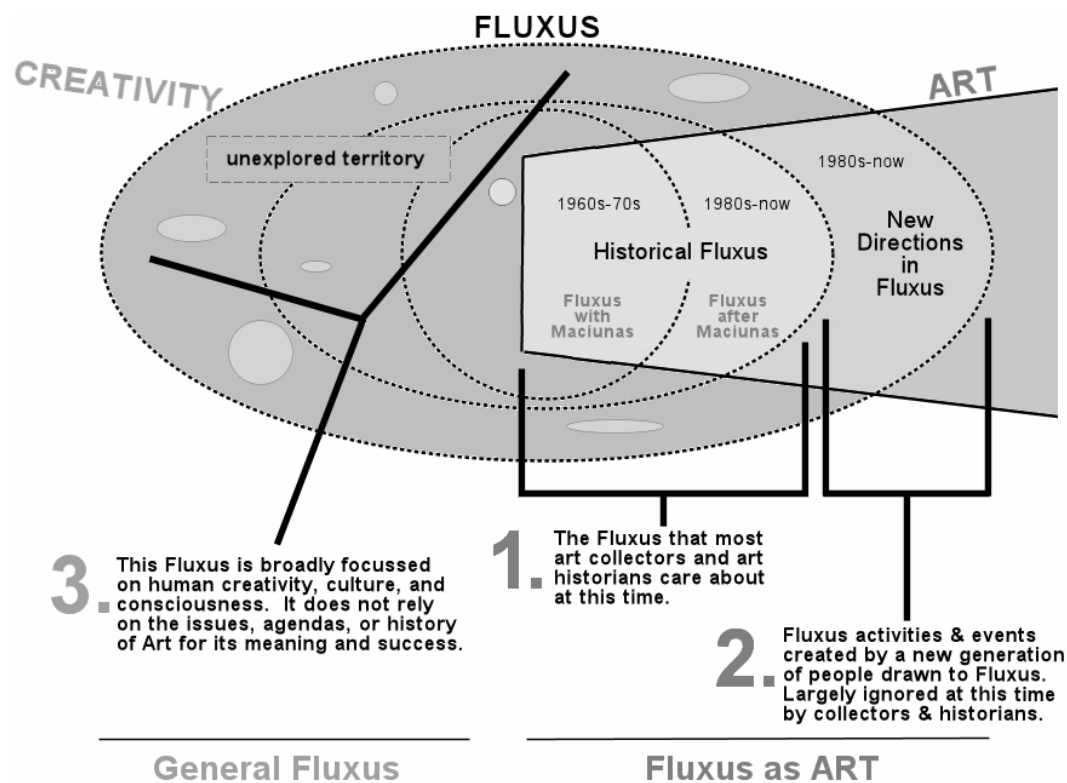 FLUXUS
CREATIVITY
ART
unexplored territory
1980s-now
1960s-70s
1980s-now
New
Directions
in
Fluxus
Historical Fluxus
Fluxus
with
Maciunas
Fluxus
after
Maciunas
1.
The Fluxus that most
art collectors and art
historians care about
at this time.
3.
This Fluxus is broadly focussed
on human creativity, culture, and
consciousness. It does not rely
on the issues, agendas, or history
of Art for its meaning and success.
2.
Fluxus activities & events
created by a new generation
of people drawn to Fluxus.
Largely ignored at this time
by collectors & historians.
General Fluxus
Fluxus as ART